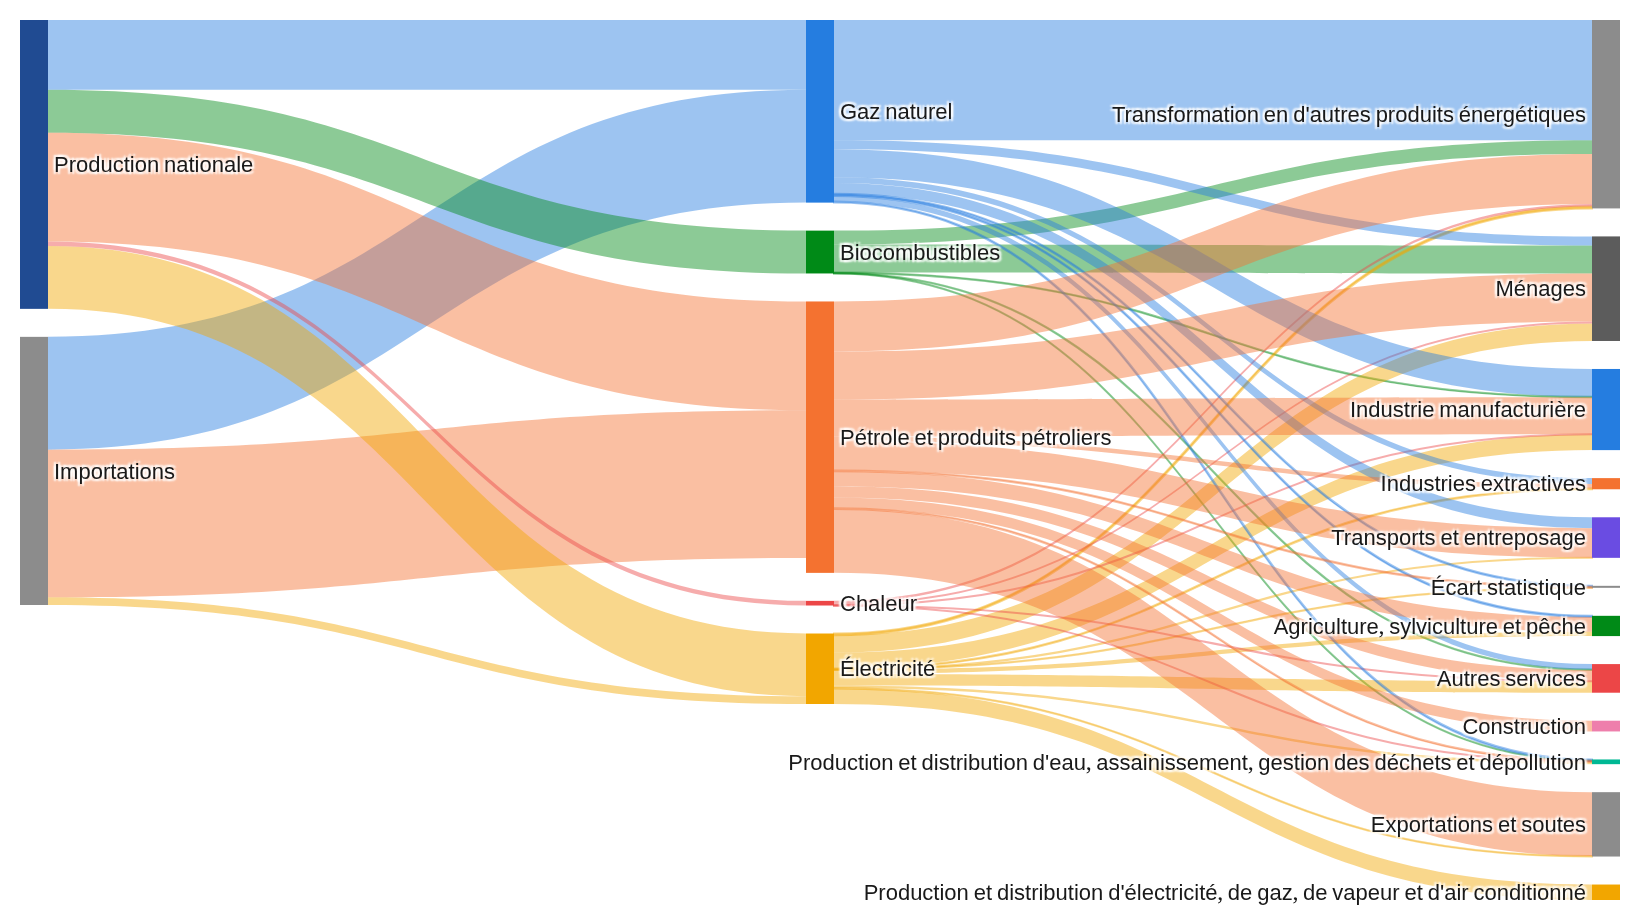 Production nationale
Importations
Gaz naturel
Biocombustibles
Pétrole et produits pétroliers
Chaleur
Électricité
Transformation en d'autres produits énergétiques
Ménages
Industrie manufacturière
Industries extractives
Transports et entreposage
Écart statistique
Agriculture, sylviculture et pêche
Autres services
Construction
Production et distribution d'eau, assainissement, gestion des déchets et dépollution
Exportations et soutes
Production et distribution d'électricité, de gaz, de vapeur et d'air conditionné